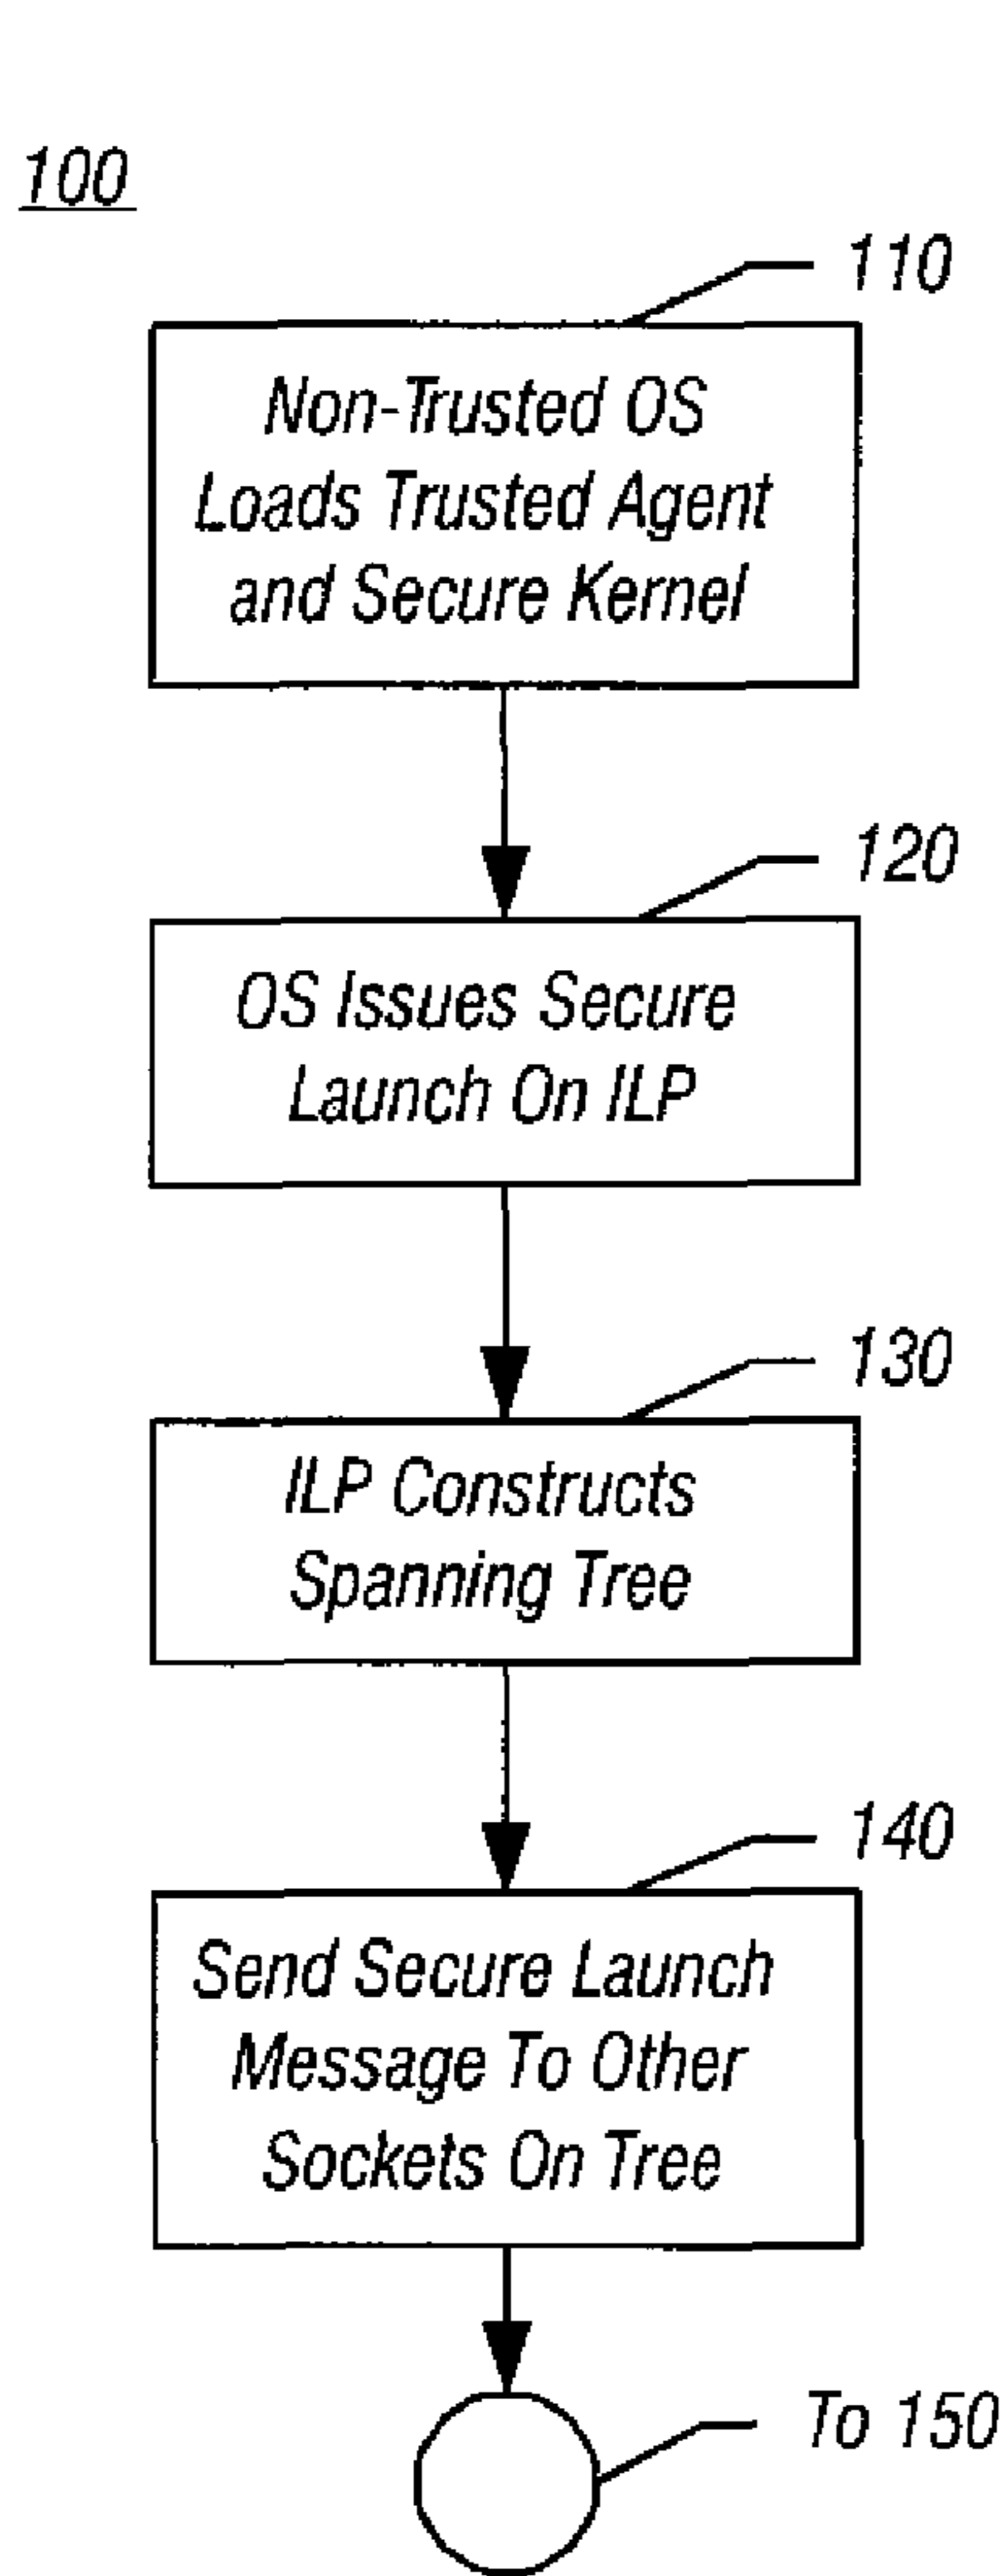 100
110
Non-Trusted OS
Loads Trusted Agent
and Secure Kernel
120
OS Issues Secure
Launch On ILP
130
ILP Constructs
Spanning Tree
140
Send Secure Launch
Message To Other
Sockets On Tree
To 150